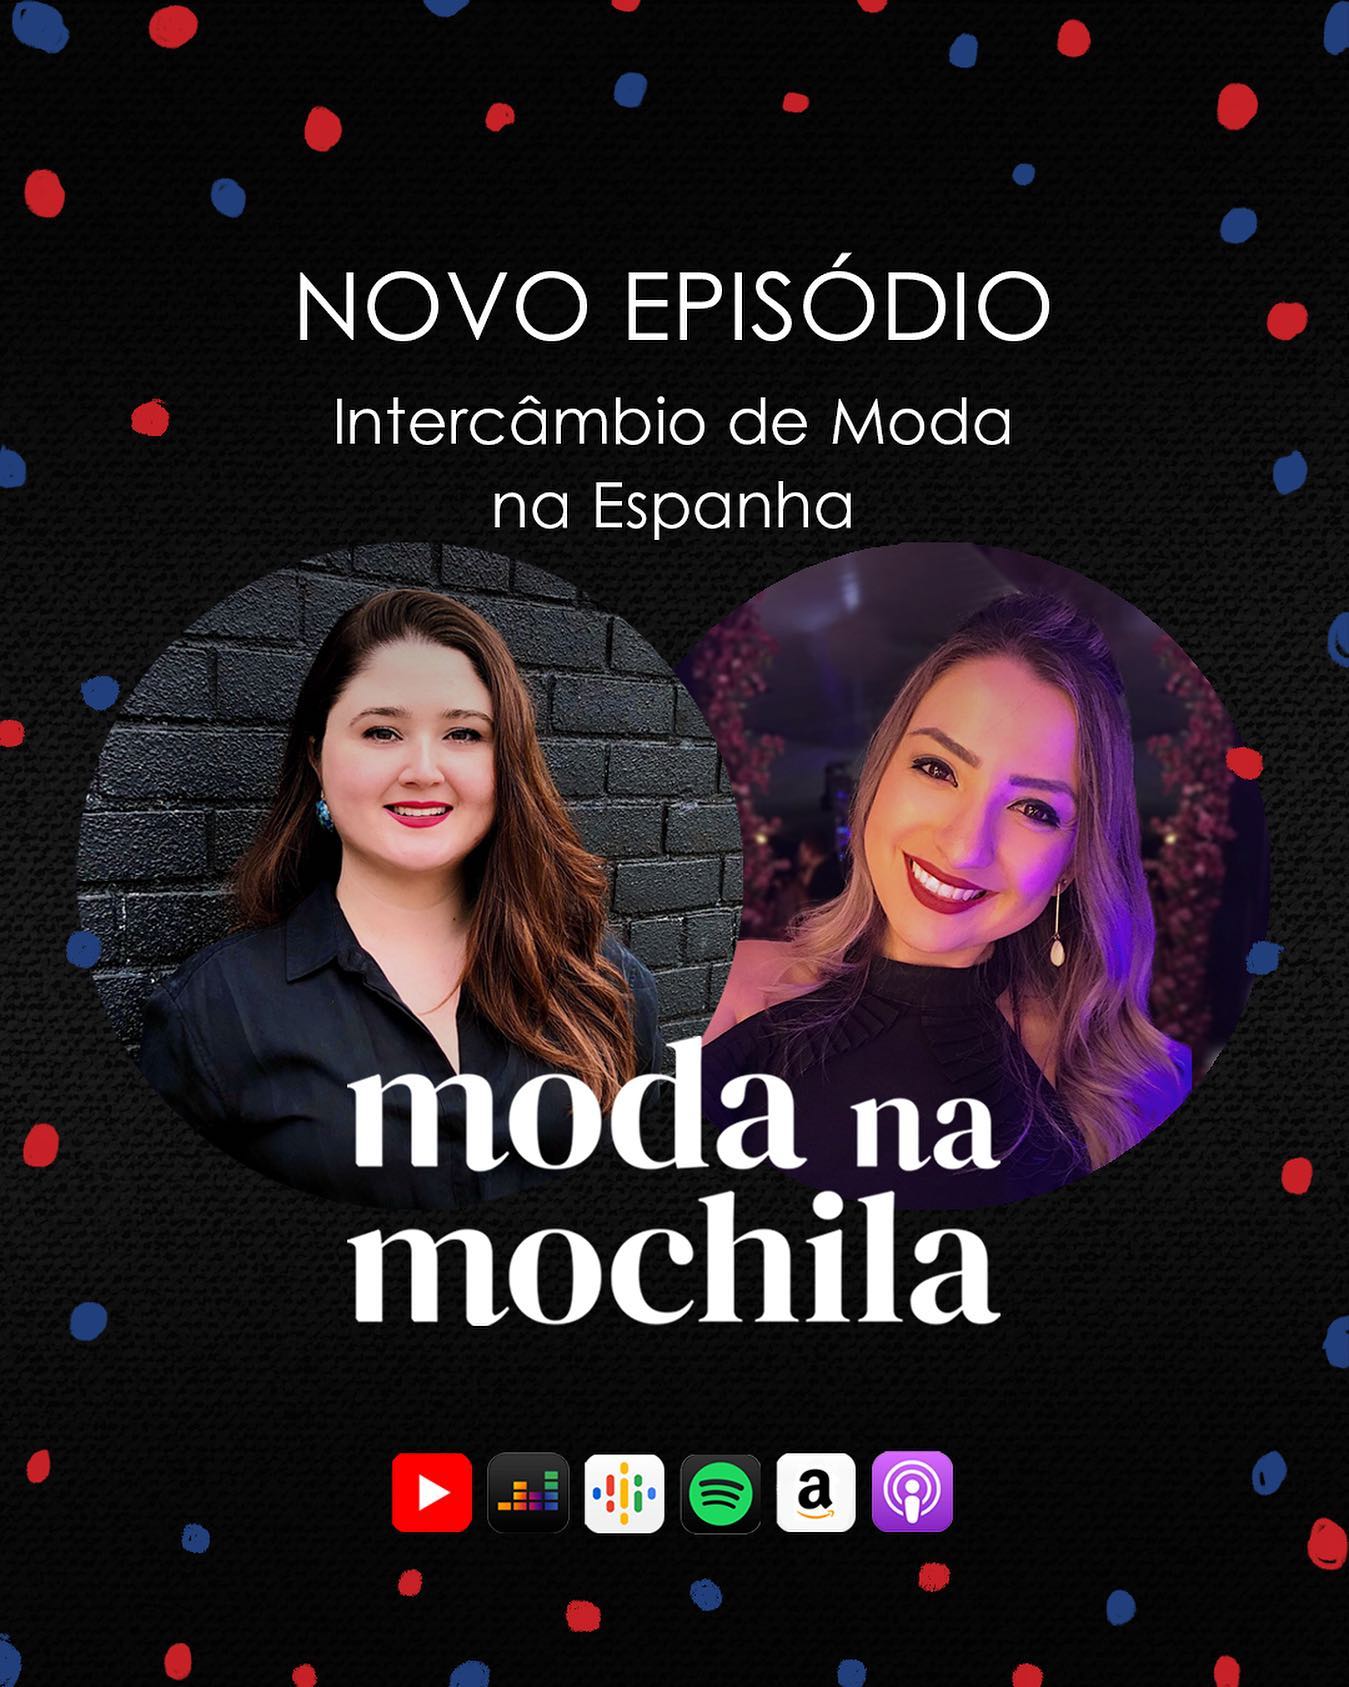 NOVO EPISÓDIO
Intercâmbio de Moda
na Espanha
moda na
mochila
a